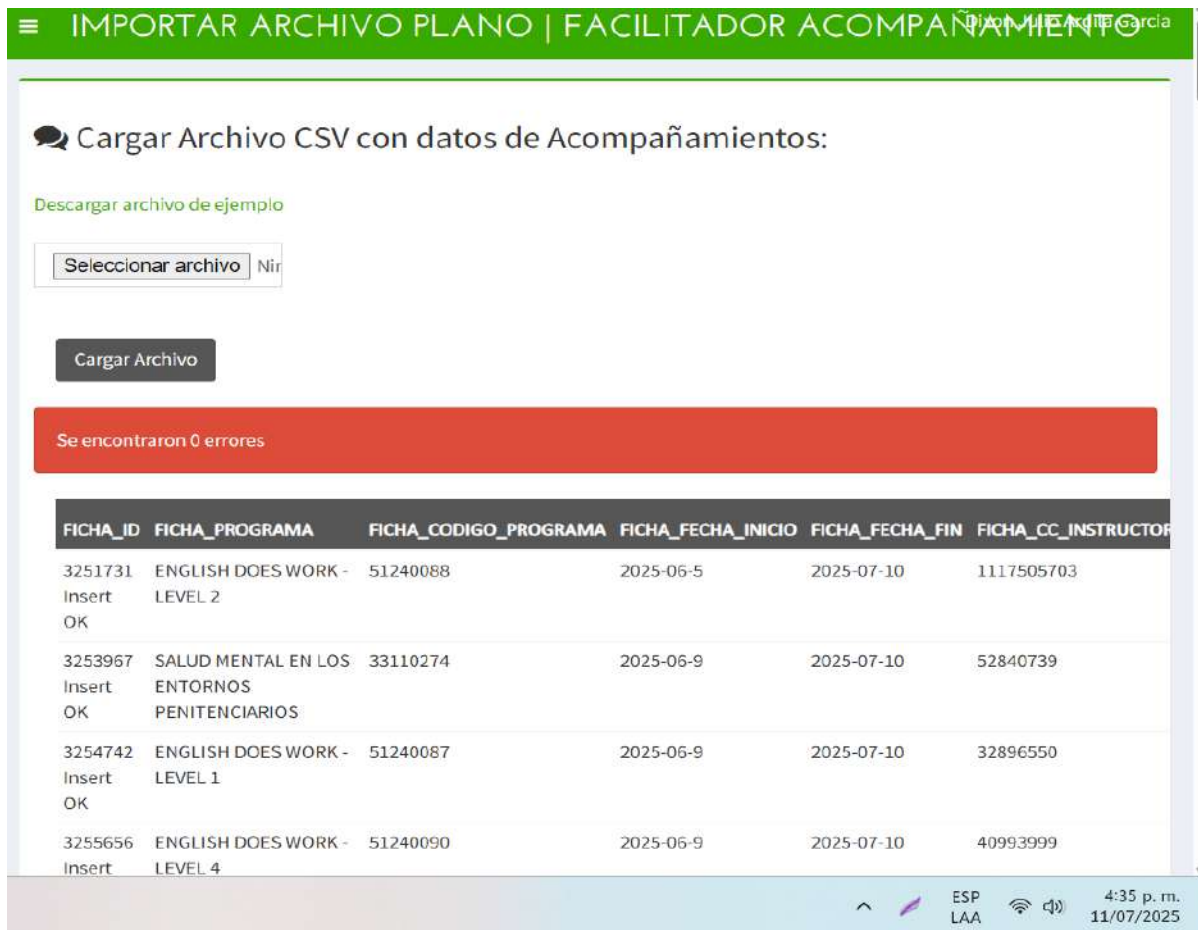 ≡ IMPORTAR ARCHIVO PLANO | FACILITADOR ACOMPAÑAMIENTO
Dixon Julio Ardila Garcia
Cargar Archivo CSV con datos de Acompañamientos:
Descargar archivo de ejemplo
Seleccionar archivo Nin
Cargar Archivo
Se encontraron 0 errores
FICHA_ID FICHA_PROGRAMA FICHA_CODIGO_PROGRAMA FICHA_FECHA_INICIO FICHA_FECHA_FIN FICHA_CC_INSTRUCTOR
3251731 ENGLISH DOES WORK - 51240088 2025-06-5 2025-07-10 1117505703
Insert LEVEL 2
OK
3253967 SALUD MENTAL EN LOS 33110274 2025-06-9 2025-07-10 52840739
Insert ENTORNOS
OK PENITENCIARIOS
3254742 ENGLISH DOES WORK - 51240087 2025-06-9 2025-07-10 32896550
Insert LEVEL 1
OK
3255656 ENGLISH DOES WORK - 51240090 2025-06-9 2025-07-10 40993999
Insert LEVEL 4
ESP 4:35 p. m.
LAA 11/07/2025